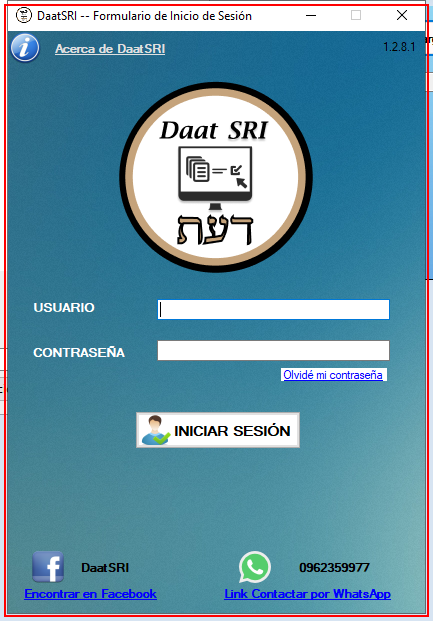 DaatSRI -- Formulario de Inicio de Sesión
Acerca de DaatSRI
1.2.8.1
Daat SRI
דעת
USUARIO
CONTRASEÑA
Olvidé mi contraseña
INICIAR SESIÓN
DaatSRI
0962359977
Encontrar en Facebook
Link Contactar por WhatsApp